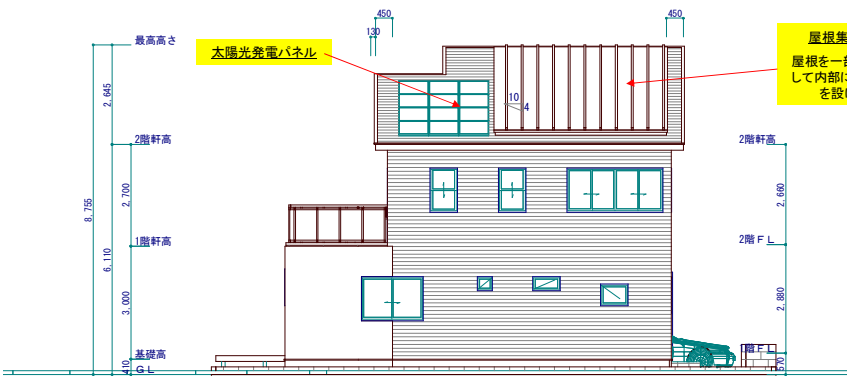 450
450
130
最高高さ
太陽光発電パネル
屋根集
屋根を一部
して内部に
を設
2,645
10
4
2階軒高
2階軒高
8,755
2,700
2,660
6,110
1階軒高
2階FL
3,000
2,880
基礎高
1階FL
410
GL
570